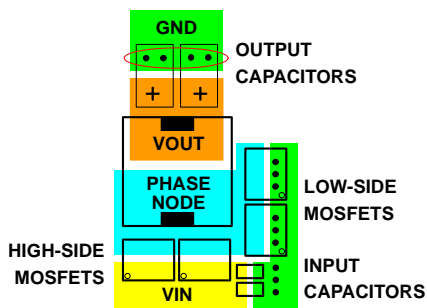 GND
OUTPUT
CAPACITORS
+ +
VOUT
PHASE
NODE
LOW-SIDE
MOSFETS
HIGH-SIDE
MOSFETS
INPUT
CAPACITORS
VIN